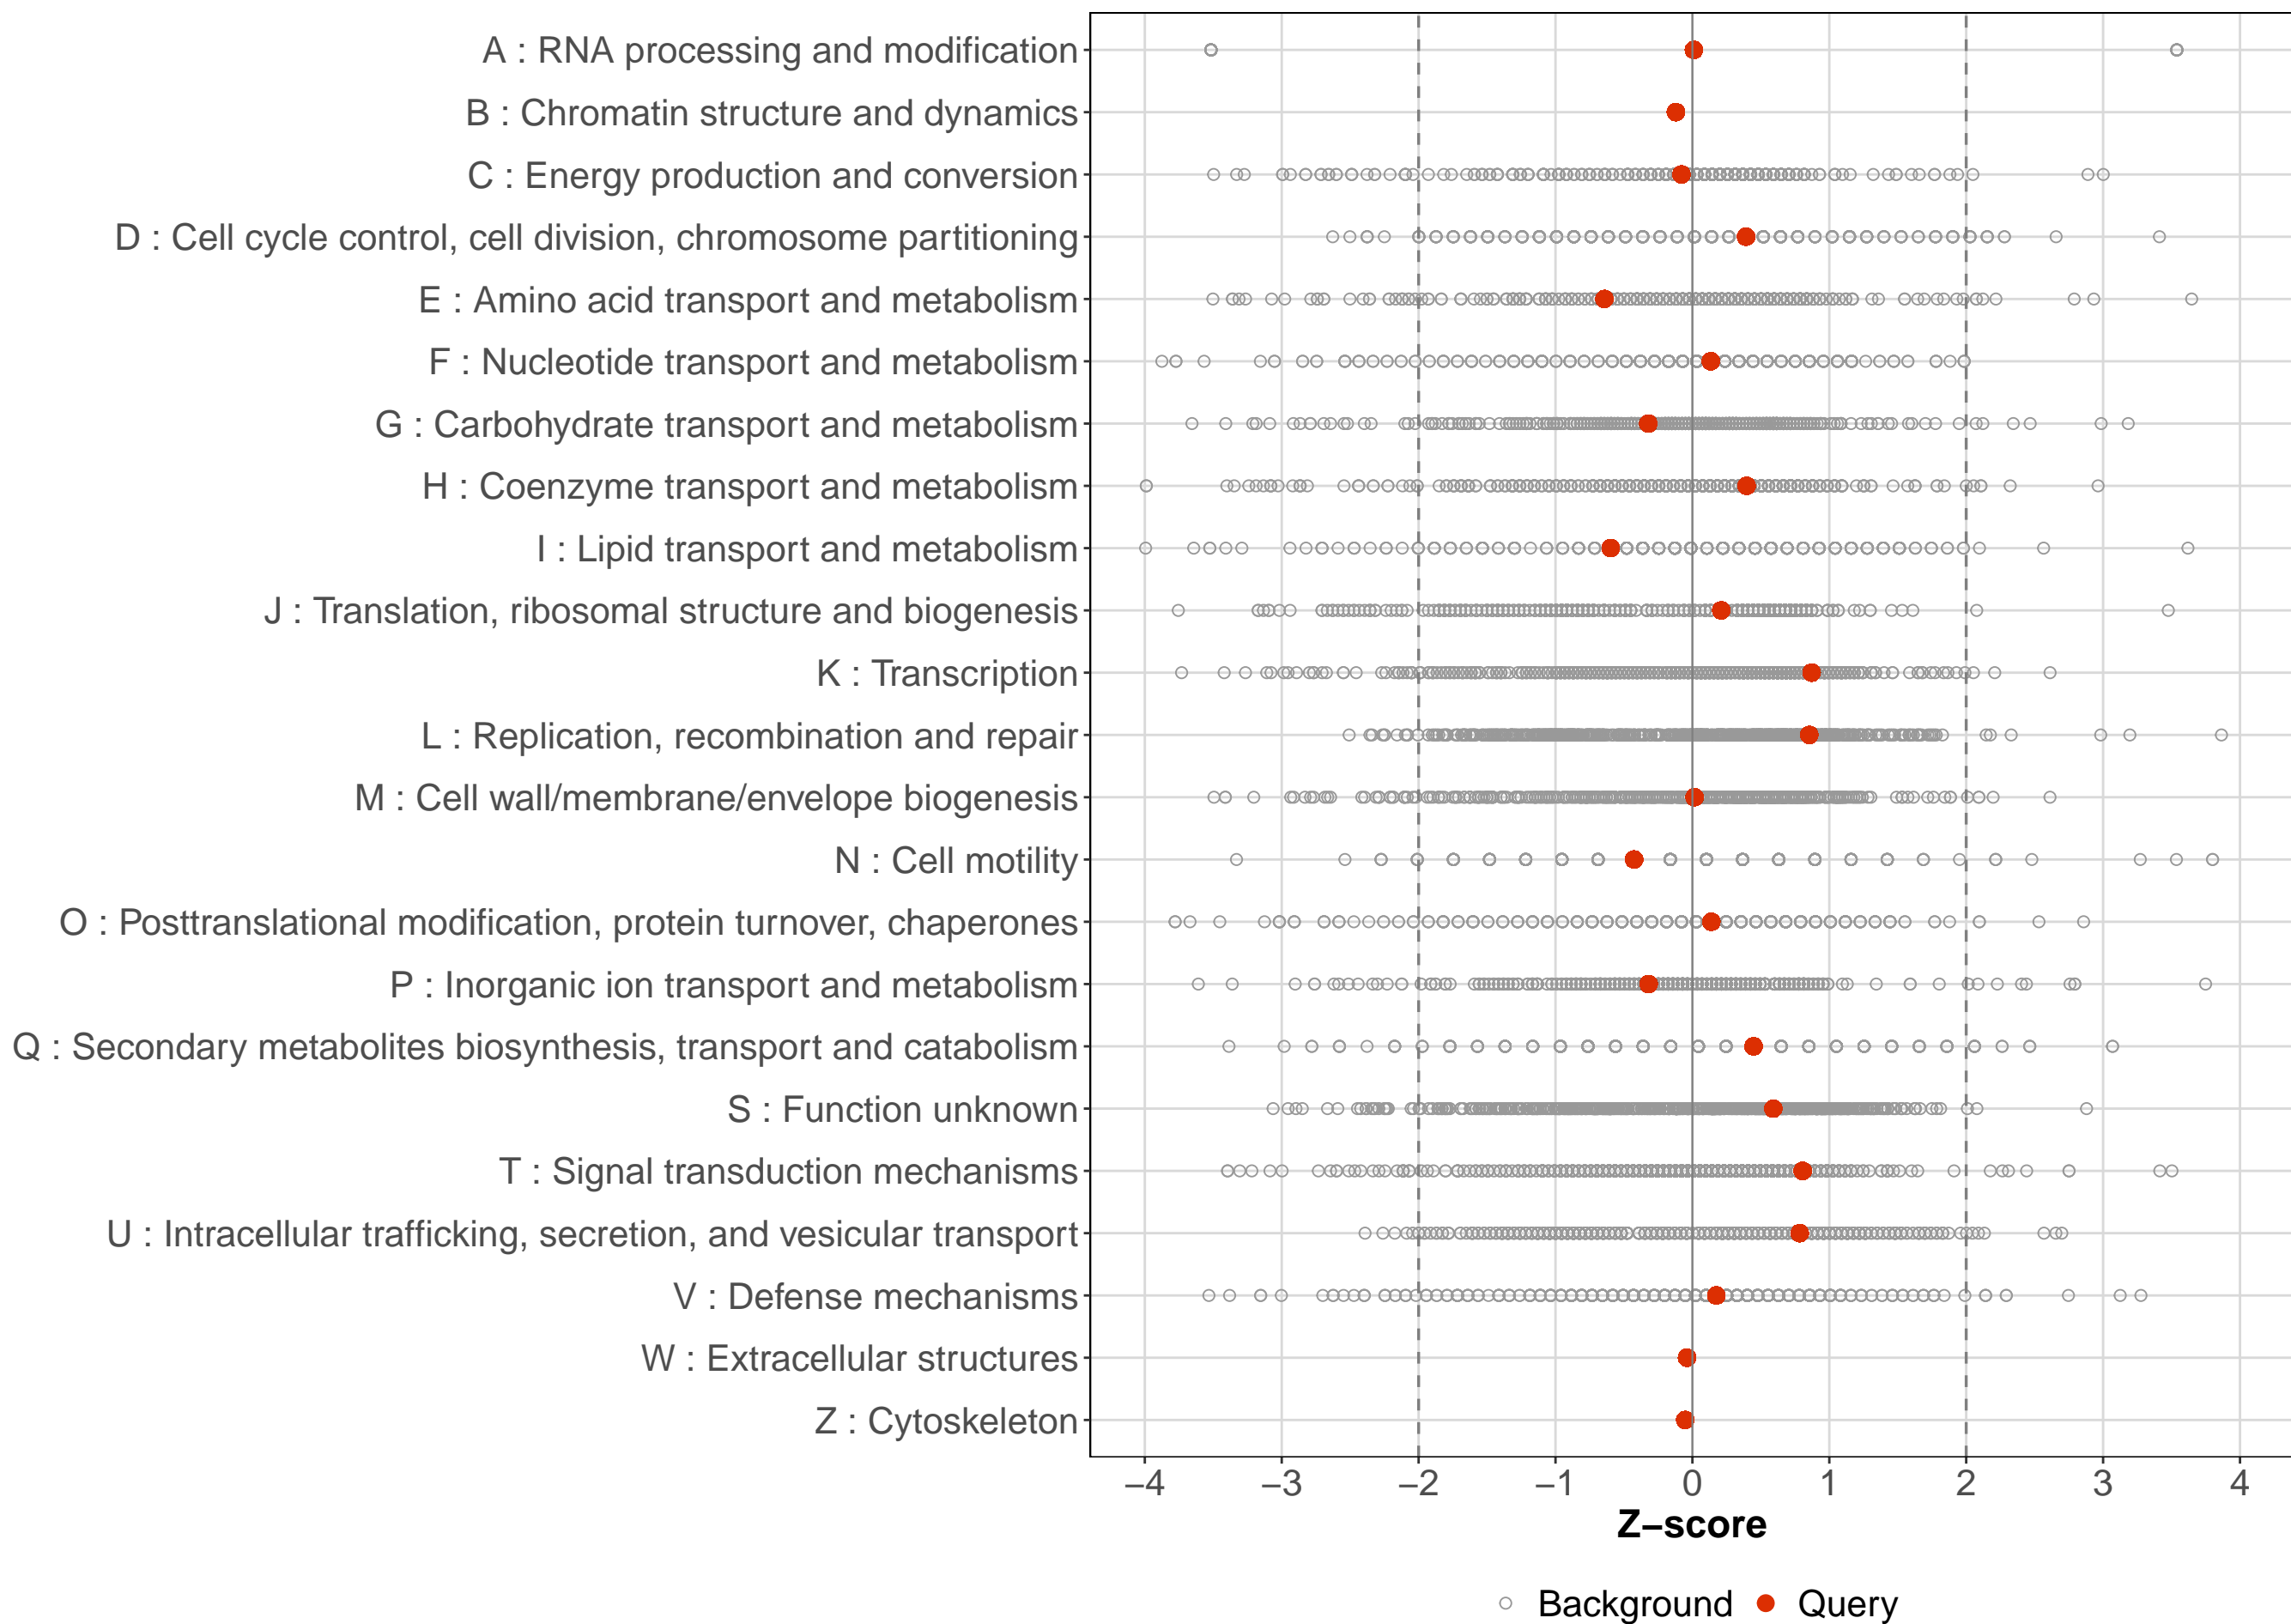 A : RNA processing and modification
B : Chromatin structure and dynamics
C : Energy production and conversion
D : Cell cycle control, cell division, chromosome partitioning
E : Amino acid transport and metabolism
F : Nucleotide transport and metabolism
G : Carbohydrate transport and metabolism
H : Coenzyme transport and metabolism
I : Lipid transport and metabolism
J : Translation, ribosomal structure and biogenesis
K : Transcription
L : Replication, recombination and repair
M : Cell wall/membrane/envelope biogenesis
N : Cell motility
O : Posttranslational modification, protein turnover, chaperones
P : Inorganic ion transport and metabolism
Q : Secondary metabolites biosynthesis, transport and catabolism
S : Function unknown
T : Signal transduction mechanisms
U : Intracellular trafficking, secretion, and vesicular transport
V : Defense mechanisms
W : Extracellular structures
Z : Cytoskeleton
−4 −3 −2 −1 0 1 2 3 4
Z−score
Background Query